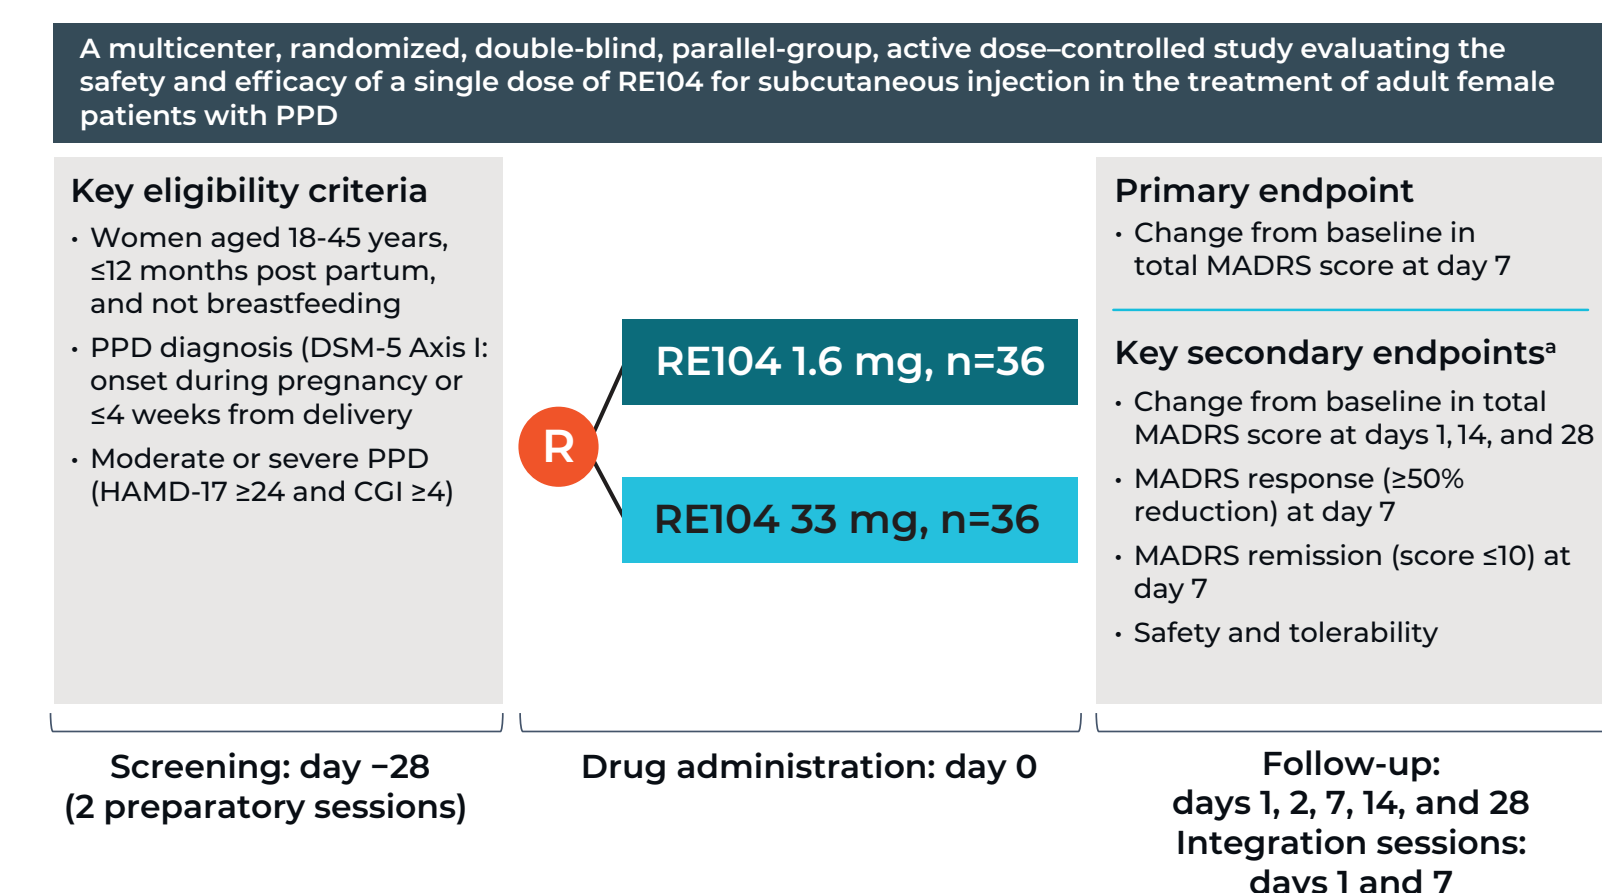 A multicenter, randomized, double-blind, parallel-group, active dose–controlled study evaluating the
safety and efficacy of a single dose of RE104 for subcutaneous injection in the treatment of adult female
patients with PPD
Key eligibility criteria
• Women aged 18-45 years,
≤12 months post partum,
and not breastfeeding
• PPD diagnosis (DSM-5 Axis I:
onset during pregnancy or
≤4 weeks from delivery
• Moderate or severe PPD
(HAMD-17 ≥24 and CGI ≥4)
Screening: day −28
(2 preparatory sessions)
R
RE104 1.6 mg, n=36
RE104 33 mg, n=36
Drug administration: day 0
Primary endpoint
• Change from baseline in
total MADRS score at day 7
Key secondary endpointsᵃ
• Change from baseline in total
MADRS score at days 1, 14, and 28
• MADRS response (≥50%
reduction) at day 7
• MADRS remission (score ≤10) at
day 7
• Safety and tolerability
Follow-up:
days 1, 2, 7, 14, and 28
Integration sessions:
days 1 and 7